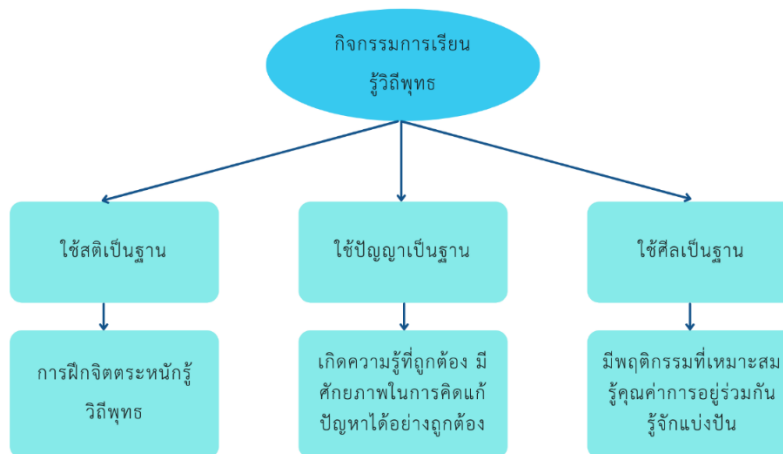 กิจกรรมการเรียน
รู้วิถีพุทธ
ใช้สติเป็นฐาน
ใช้ปัญญาเป็นฐาน
ใช้ศีลเป็นฐาน
การฝึกจิตตระหนักรู้
วิถีพุทธ
เกิดความรู้ที่ถูกต้อง มี
ศักยภาพในการคิดแก้
ปัญหาได้อย่างถูกต้อง
มีพฤติกรรมที่เหมาะสม
รู้คุณค่าการอยู่ร่วมกัน
รู้จักแบ่งปัน